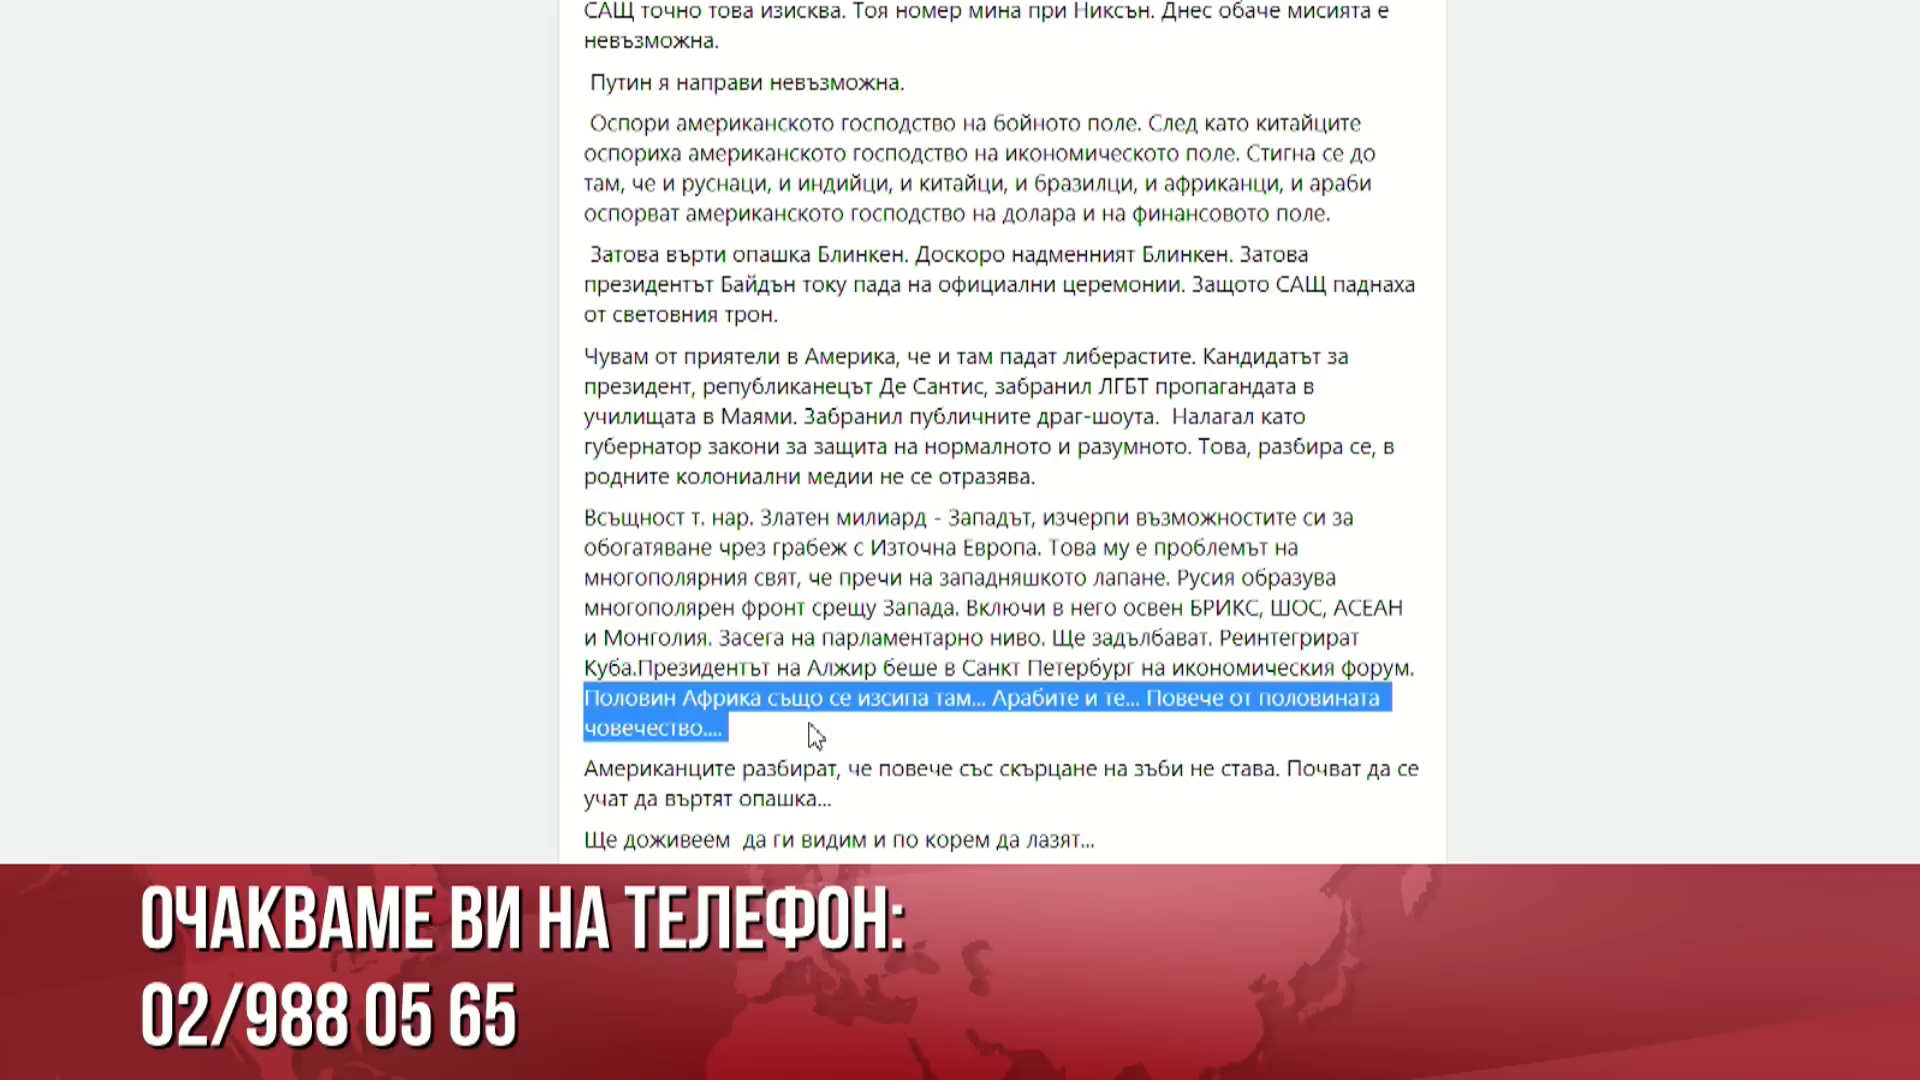 САЩ точно това изисква. Тоя номер мина при Никсън. Днес обаче мисията е
невъзможна.
Путин я направи невъзможна.
Оспори американското господство на бойното поле. След като китайците
оспориха американското господство на икономическото поле. Стигна се до
там, че и руснаци, и индийци, и китайци, и бразилци, и африканци, и араби
оспорват американското господство на долара и на финансовото поле.
Затова върти опашка Блинкен. Доскоро надменният Блинкен. Затова
президентът Байдън току пада на официални церемонии. Защото САЩ паднаха
от световния трон.
Чувам от приятели в Америка, че и там падат либерастите. Кандидатът за
президент, републиканецът Де Сантис, забранил ЛГБТ пропагандата в
училищата в Маями. Забранил публичните драг-шоута.  Налагал като
губернатор закони за защита на нормалното и разумното. Това, разбира се, в
родните колониални медии не се отразява.
Всъщност т. нар. Златен милиард - Западът, изчерпи възможностите си за
обогатяване чрез грабеж с Източна Европа. Това му е проблемът на
многополярния свят, че пречи на западняшкото лапане. Русия образува
многополярен фронт срещу Запада. Включи в него освен БРИКС, ШОС, АСЕАН
и Монголия. Засега на парламентарно ниво. Ще задълбават. Реинтегрират
Куба.Президентът на Алжир беше в Санкт Петербург на икономическия форум.
Половин Африка също се изсипа там... Арабите и те... Повече от половината
човечество....
Американците разбират, че повече със скърцане на зъби не става. Почват да се
учат да въртят опашка...
Ще доживеем  да ги видим и по корем да лазят...
ОЧАКВАМЕ ВИ НА ТЕЛЕФОН:
02/988 05 65